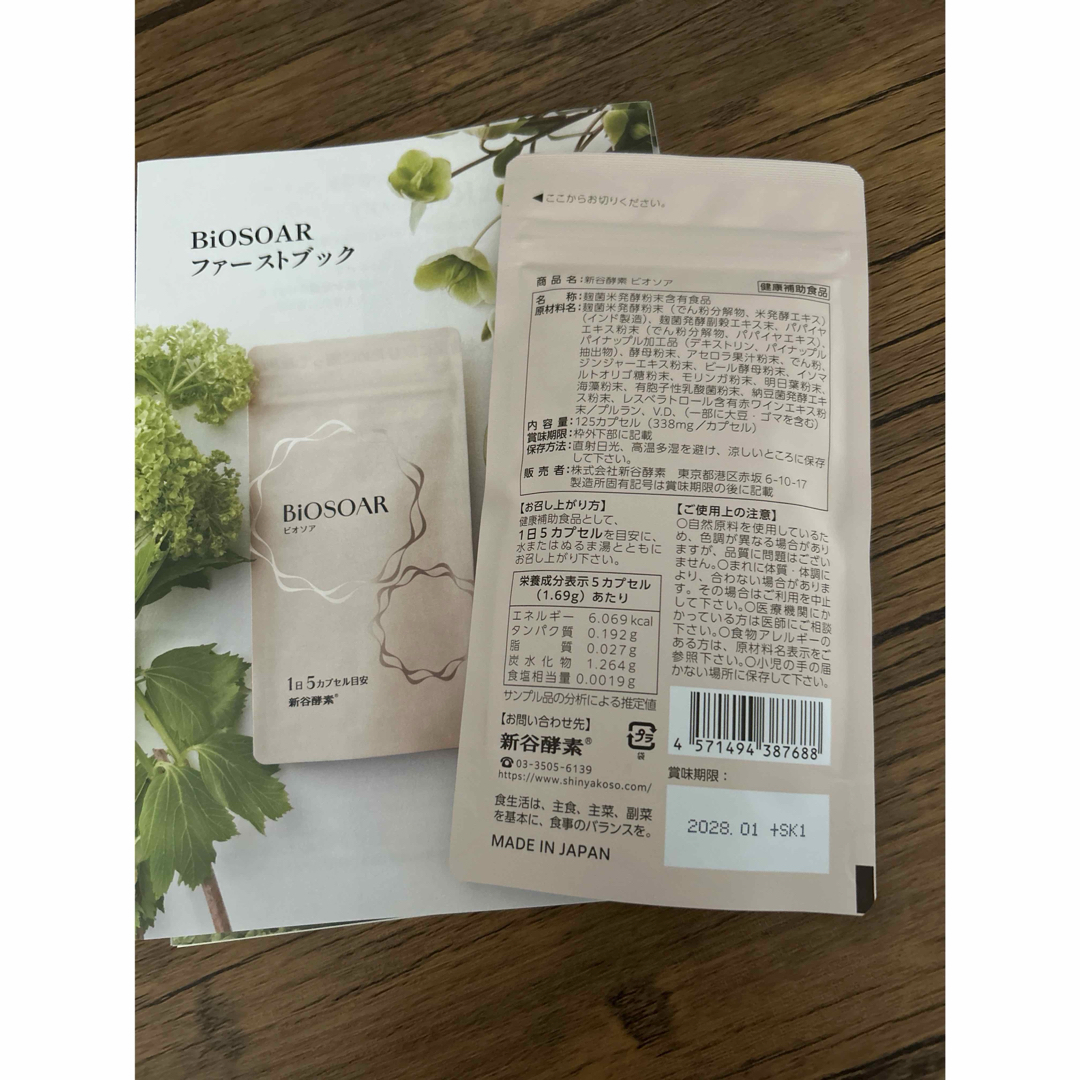 BiOSOAR
ファーストブック
BiOSOAR
ビオソア
1日5カプセル目安
新谷酵素®
◀ここからお切りください。
商品名:新谷酵素 ビオソア
健康補助食品
名称:麹菌米発酵粉末含有食品
原材料名:麹菌米発酵粉末（でん粉分解物、米発酵エキス）
（インド製造）、麹菌発酵副穀エキス末、パパイヤ
エキス粉末（でん粉分解物、パパイヤエキス）、
パイナップル加工品（デキストリン、パイナップル
抽出物）、酵母粉末、アセロラ果汁粉末、でん粉、
ジンジャーエキス粉末、ビール酵母粉末、イソマ
ルトオリゴ糖粉末、モリンガ粉末、明日葉粉末、
海藻粉末、有胞子性乳酸菌粉末、納豆菌発酵エキ
ス粉末、レスベラトロール含有赤ワインエキス粉
末／プルラン、V.D.、（一部に大豆・ゴマを含む）
内容量:125カプセル（338mg／カプセル）
賞味期限:枠外下部に記載
保存方法:直射日光、高温多湿を避け、涼しいところに保存
して下さい。
販売者:株式会社新谷酵素 東京都港区赤坂6-10-17
製造所固有記号は賞味期限の後に記載
【お召し上がり方】
健康補助食品として、
1日5カプセルを目安に、
水またはぬるま湯とともに
お召し上がり下さい。
栄養成分表示5カプセル
（1.69g）あたり
エネルギー 6.069kcal
タンパク質 0.192g
脂質 0.027g
炭水化物 1.264g
食塩相当量 0.0019g
サンプル品の分析による推定値
【お問い合わせ先】
新谷酵素®
☎03-3505-6139
https://www.shinyakoso.com/
プラ
袋
食生活は、主食、主菜、副菜
を基本に、食事のバランスを。
MADE IN JAPAN
【ご使用上の注意】
○自然原料を使用しているた
め、色調が異なる場合があり
ますが、品質に問題はござい
ません。○まれに体質・体調に
より、合わない場合がありま
す。その場合はご利用を中止
して下さい。○医療機関にか
かっている方は医師にご相談
下さい。○食物アレルギーの
ある方は、原材料名表示をご
参照下さい。○小児の手の届
かない場所に保存して下さい。
4 571494 387688
賞味期限：
2028.01 +SK1